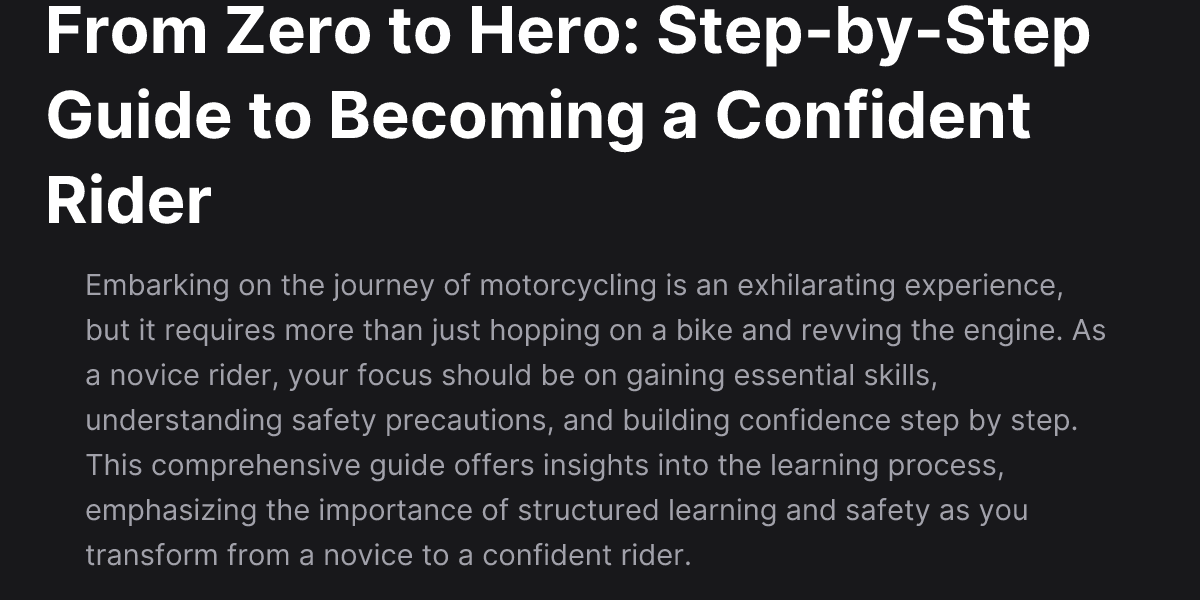 From Zero to Hero: Step-by-Step
Guide to Becoming a Confident
Rider
Embarking on the journey of motorcycling is an exhilarating experience,
but it requires more than just hopping on a bike and revving the engine. As
a novice rider, your focus should be on gaining essential skills,
understanding safety precautions, and building confidence step by step.
This comprehensive guide offers insights into the learning process,
emphasizing the importance of structured learning and safety as you
transform from a novice to a confident rider.